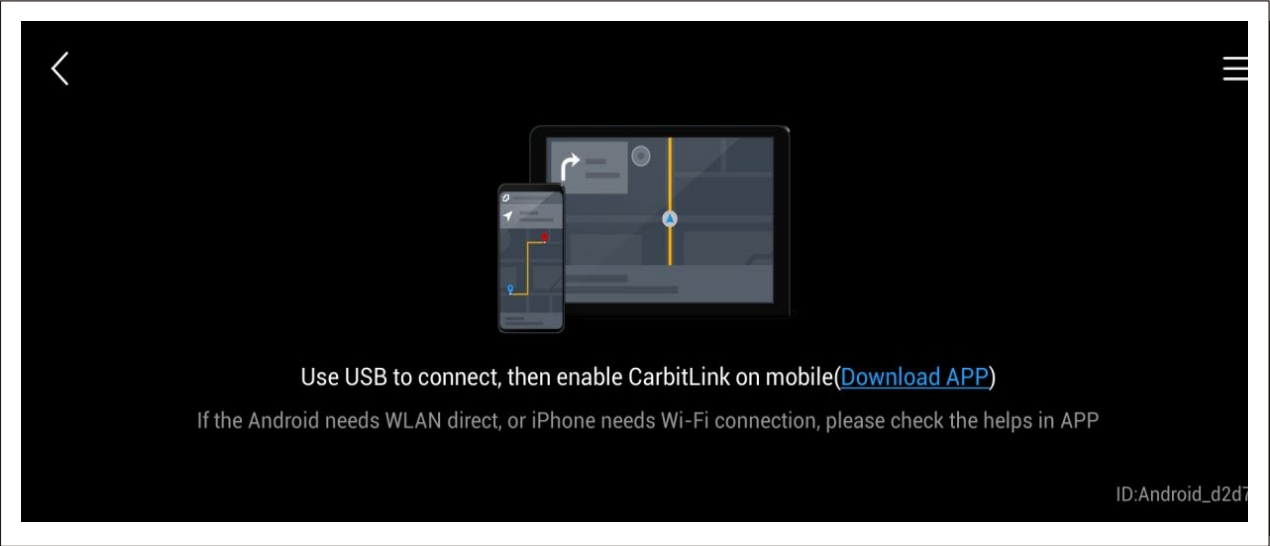 Use USB to connect, then enable CarbitLink on mobile(Download APP)
If the Android needs WLAN direct, or iPhone needs Wi-Fi connection, please check the helps in APP
ID:Android_d2d7